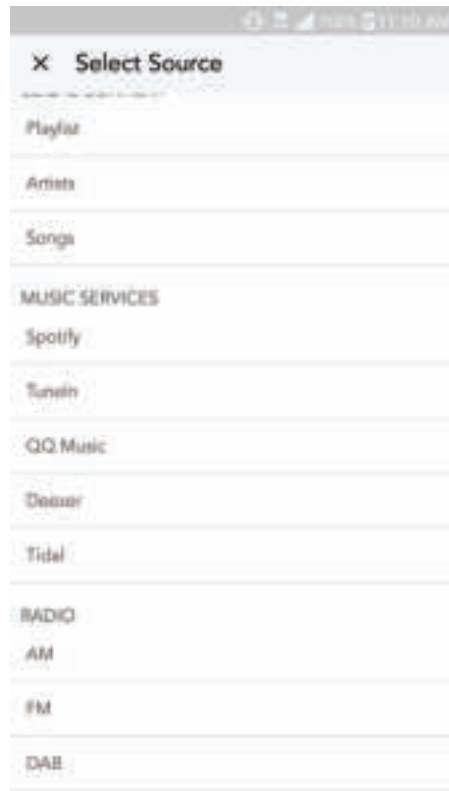 Select Source
Playlist
Artists
Songs
MUSIC SERVICES
Spotify
TuneIn
QQ Music
Deezer
Tidal
RADIO
AM
FM
DAB